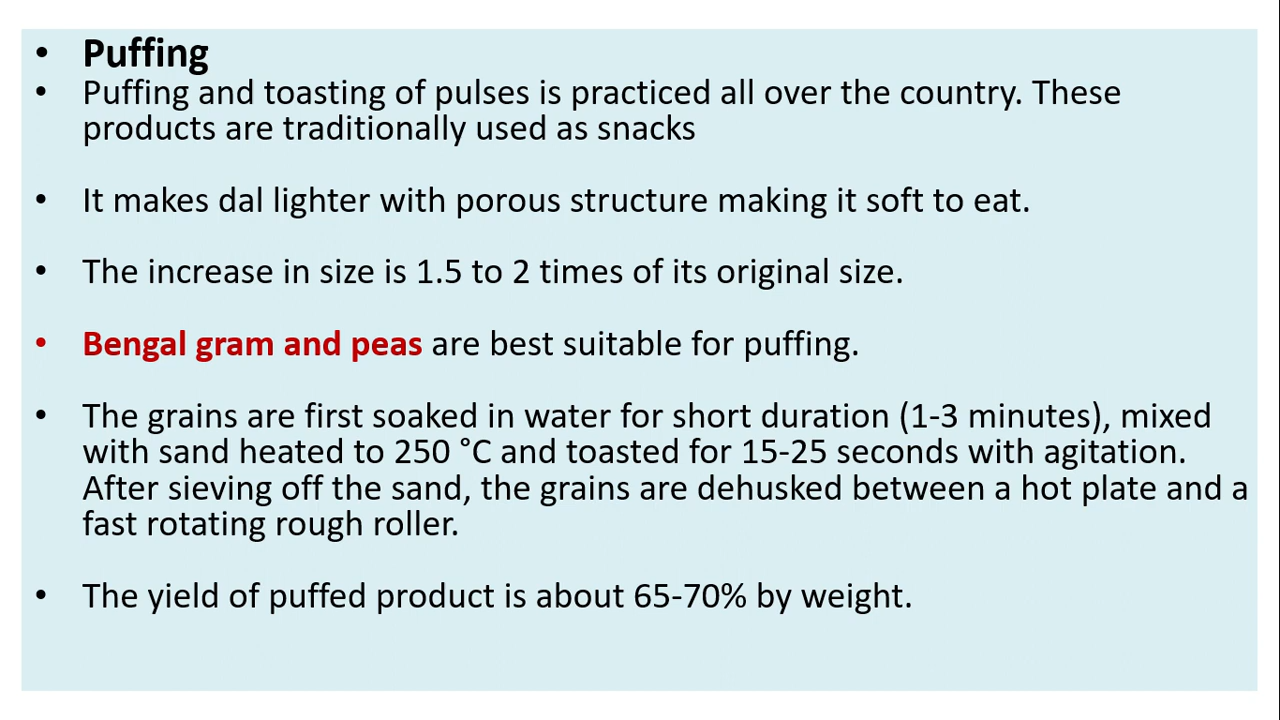 • Puffing
• Puffing and toasting of pulses is practiced all over the country. These
products are traditionally used as snacks
• It makes dal lighter with porous structure making it soft to eat.
• The increase in size is 1.5 to 2 times of its original size.
• Bengal gram and peas are best suitable for puffing.
• The grains are first soaked in water for short duration (1-3 minutes), mixed
with sand heated to 250 °C and toasted for 15-25 seconds with agitation.
After sieving off the sand, the grains are dehusked between a hot plate and a
fast rotating rough roller.
• The yield of puffed product is about 65-70% by weight.